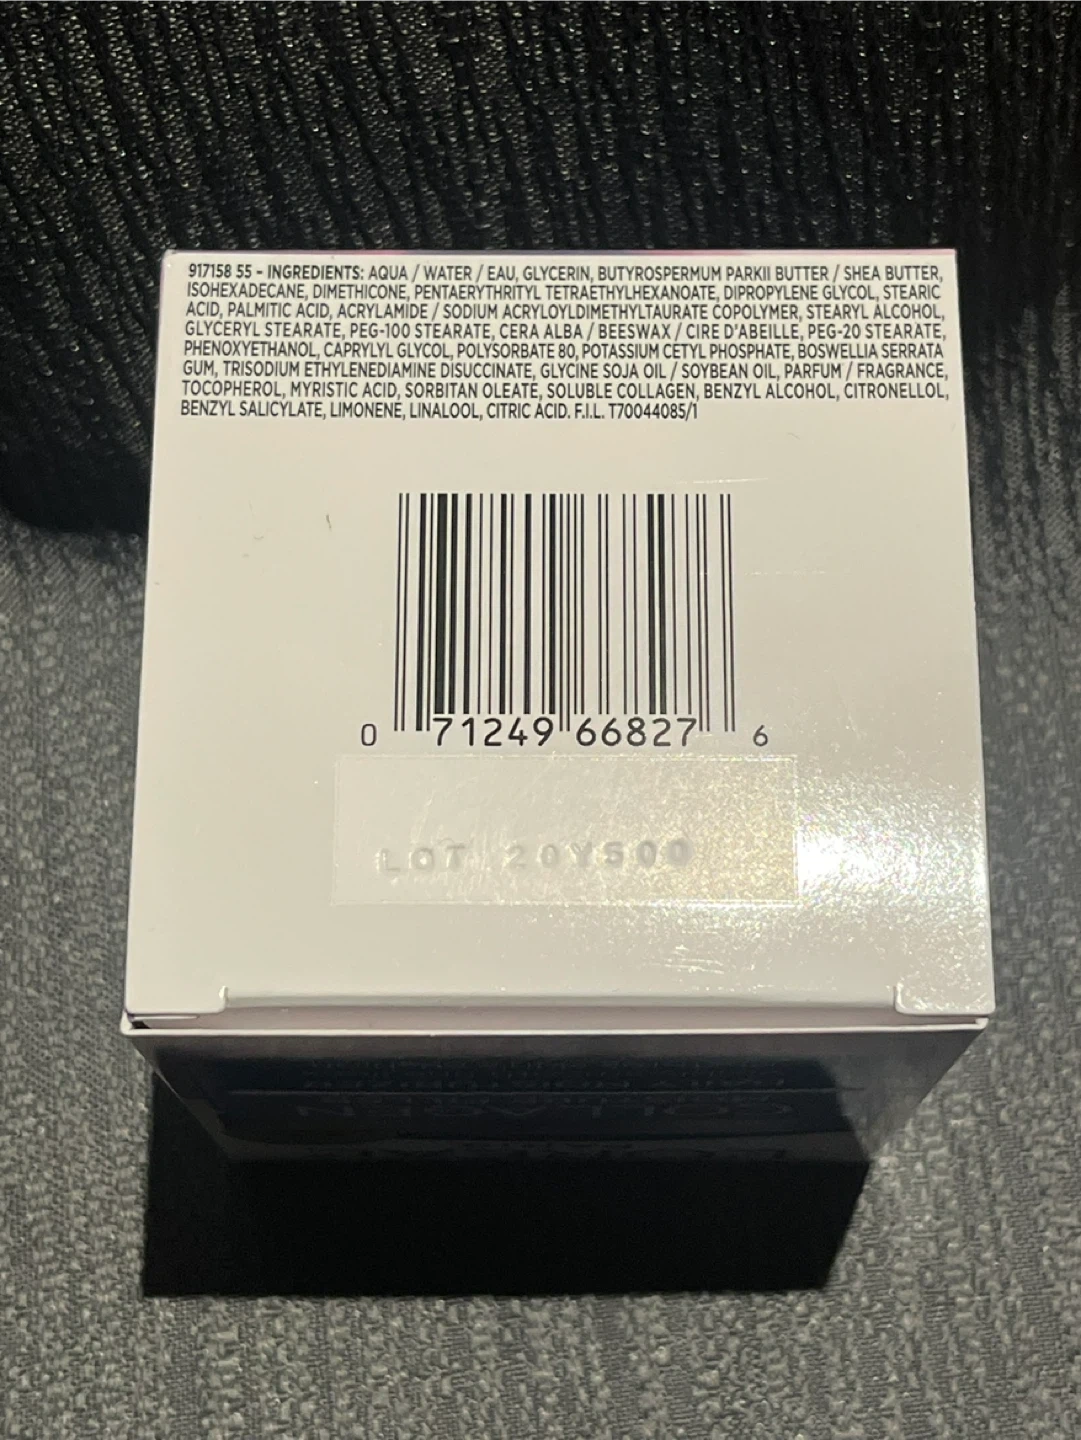 917158 55 - INGREDIENTS: AQUA / WATER / EAU, GLYCERIN, BUTYROSPERMUM PARKII BUTTER / SHEA BUTTER,
ISOHEXADECANE, DIMETHICONE, PENTAERYTHRITYL TETRAETHYLHEXANOATE, DIPROPYLENE GLYCOL, STEARIC
ACID, PALMITIC ACID, ACRYLAMIDE / SODIUM ACRYLOYLDIMETHYLTAURATE COPOLYMER, STEARYL ALCOHOL,
GLYCERYL STEARATE, PEG-100 STEARATE, CERA ALBA / BEESWAX / CIRE D'ABEILLE, PEG-20 STEARATE,
PHENOXYETHANOL, CAPRYLYL GLYCOL, POLYSORBATE 80, POTASSIUM CETYL PHOSPHATE, BOSWELLIA SERRATA
GUM, TRISODIUM ETHYLENEDIAMINE DISUCCINATE, GLYCINE SOJA OIL / SOYBEAN OIL, PARFUM / FRAGRANCE,
TOCOPHEROL, MYRISTIC ACID, SORBITAN OLEATE, SOLUBLE COLLAGEN, BENZYL ALCOHOL, CITRONELLOL,
BENZYL SALICYLATE, LIMONENE, LINALOOL, CITRIC ACID. F.I.L. T70044085/1
0 71249 66827 6
LOT 20Y500
COLLAGEN